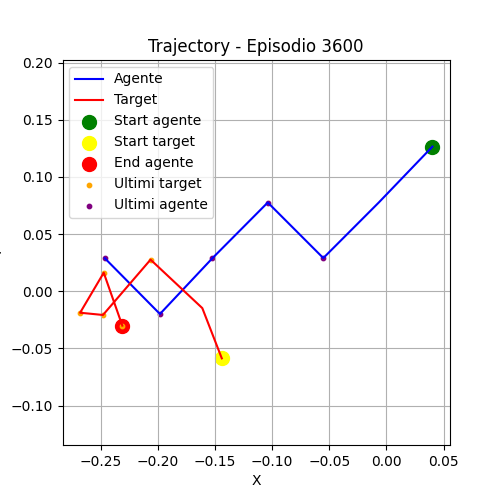 Trajectory - Episodio 3600
Agente
Target
Start agente
Start target
End agente
Ultimi target
Ultimi agente
0.20
0.15
0.10
0.05
0.00
−0.05
−0.10
−0.25
−0.20
−0.15
−0.10
−0.05
0.00
0.05
X